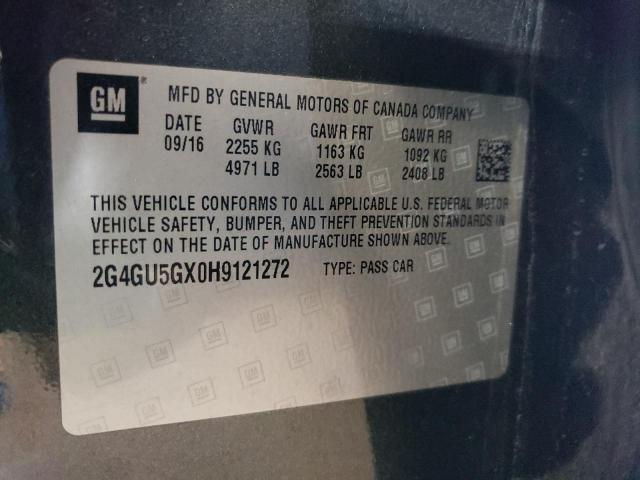 GM
MFD BY GENERAL MOTORS OF CANADA COMPANY
DATE GVWR GAWR FRT GAWR RR
09/16 2255 KG 1163 KG 1092 KG
4971 LB 2563 LB 2408 LB
THIS VEHICLE CONFORMS TO ALL APPLICABLE U.S. FEDERAL MOTOR
VEHICLE SAFETY, BUMPER, AND THEFT PREVENTION STANDARDS IN
EFFECT ON THE DATE OF MANUFACTURE SHOWN ABOVE.
2G4GU5GX0H9121272 TYPE: PASS CAR